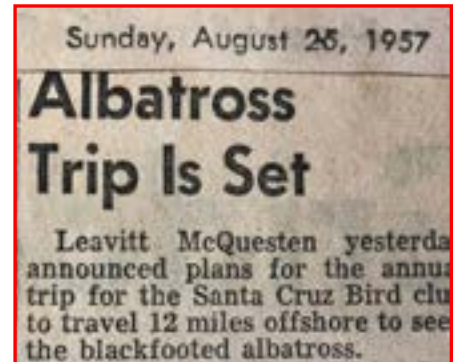 Sunday, August 25, 1957
Albatross
Trip Is Set
Leavitt McQuesten yesterda
announced plans for the annua
trip for the Santa Cruz Bird clu
to travel 12 miles offshore to see
the blackfooted albatross.